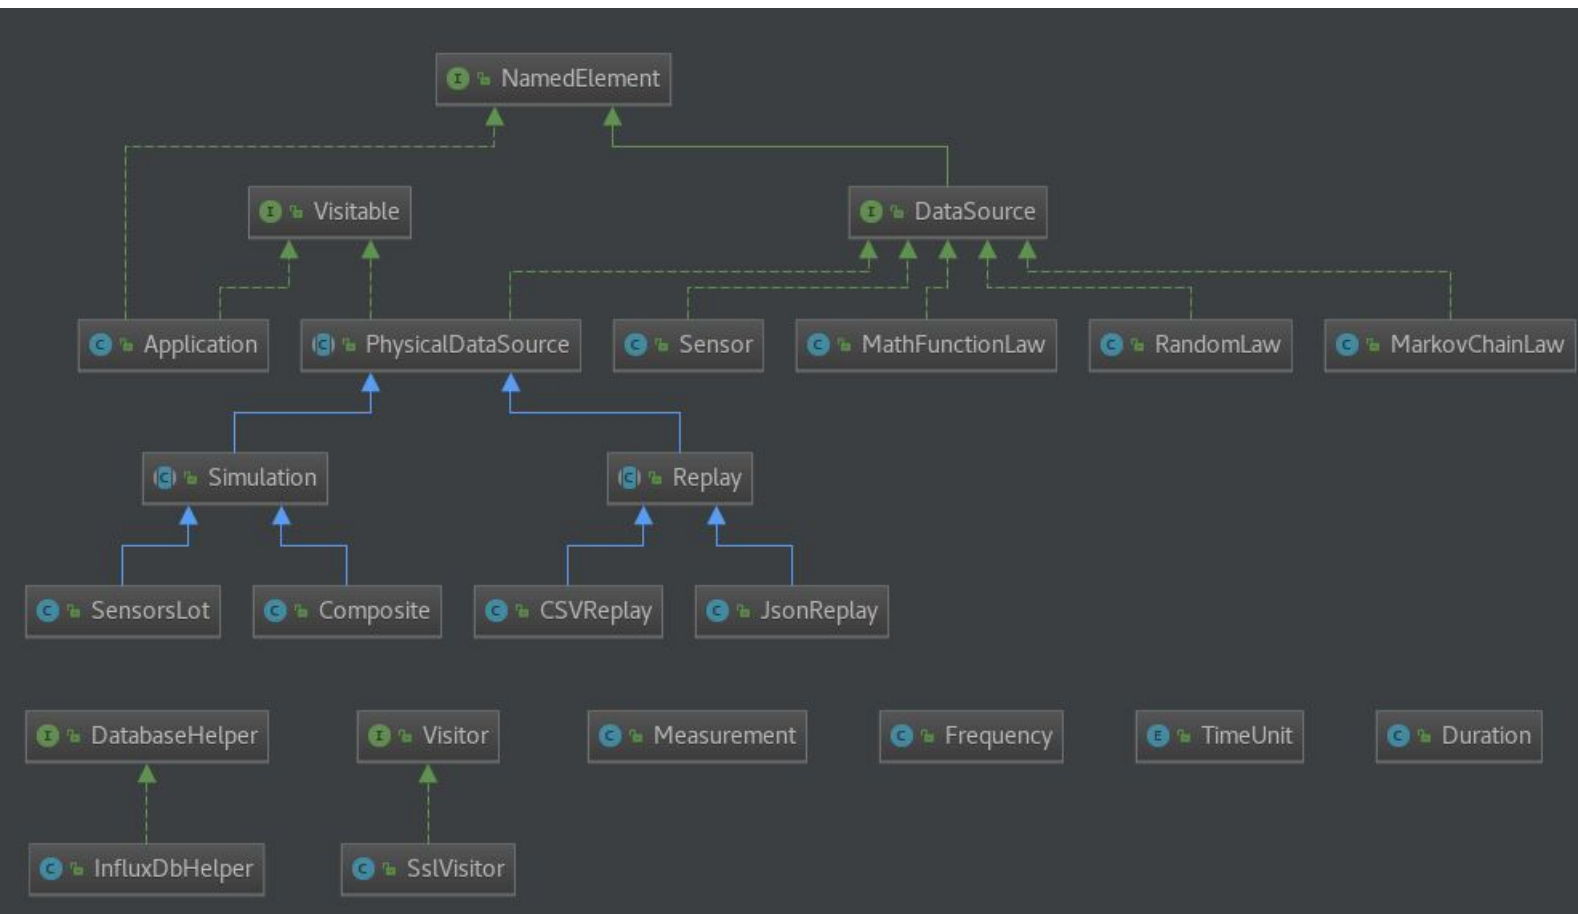 NamedElement
Visitable
DataSource
Application
PhysicalDataSource
Sensor
MathFunctionLaw
RandomLaw
MarkovChainLaw
Simulation
Replay
SensorsLot
Composite
CSVReplay
JsonReplay
DatabaseHelper
Visitor
Measurement
Frequency
TimeUnit
Duration
InfluxDbHelper
SslVisitor